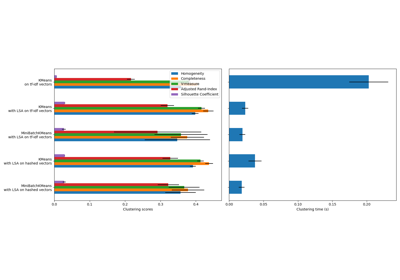 Homogeneity
Completeness
V-measure
Adjusted Rand-Index
Silhouette Coefficient
KMeans
on tf-idf vectors
KMeans
with LSA on tf-idf vectors
MiniBatchKMeans
with LSA on tf-idf vectors
KMeans
with LSA on hashed vectors
MiniBatchKMeans
with LSA on hashed vectors
0.0 0.1 0.2 0.3 0.4
Clustering scores
0.00 0.05 0.10 0.15 0.20
Clustering time (s)